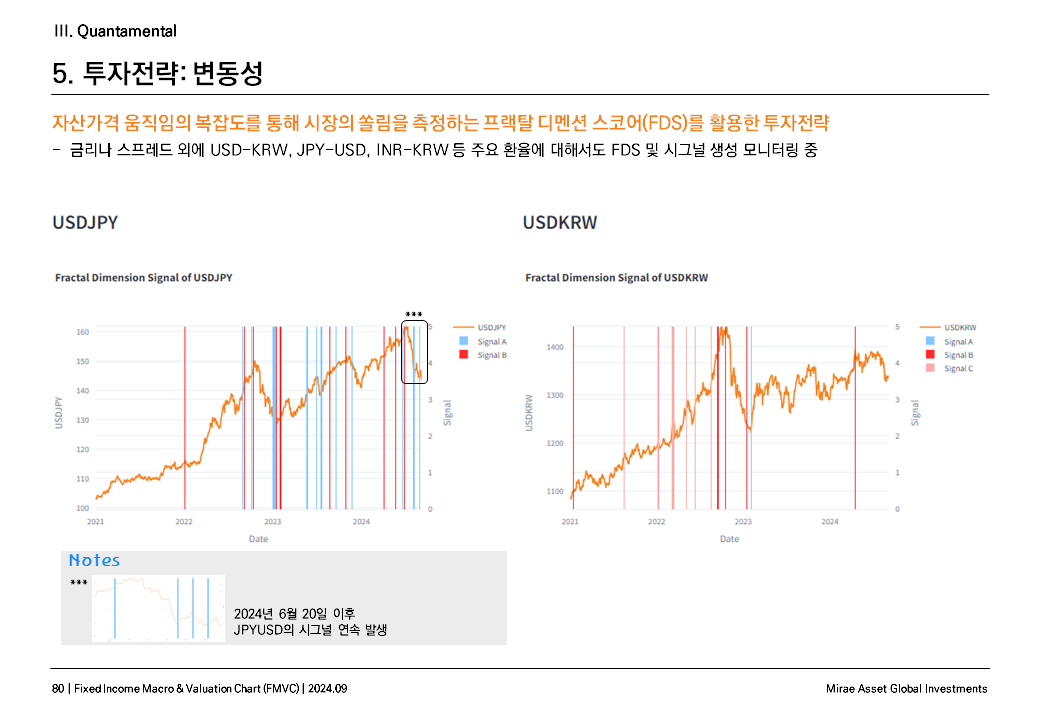 III. Quantamental
5. 투자전략: 변동성
자산가격 움직임의 복잡도를 통해 시장의 쏠림을 측정하는 프랙탈 디멘션 스코어(FDS)를 활용한 투자전략
- 금리나 스프레드 외에 USD-KRW, JPY-USD, INR-KRW 등 주요 환율에 대해서도 FDS 및 시그널 생성 모니터링 중
USDJPY
Fractal Dimension Signal of USDJPY
***
160
150
140
130
120
110
100
USDJPY
5
4
3
2
1
0
Signal
2021
2022
2023
2024
Date
USDJPY
Signal A
Signal B
USDKRW
Fractal Dimension Signal of USDKRW
1400
1300
1200
1100
USDKRW
5
4
3
2
1
0
Signal
2021
2022
2023
2024
Date
USDKRW
Signal A
Signal B
Signal C
Notes
***
2024년 6월 20일 이후
JPYUSD의 시그널 연속 발생
80 | Fixed Income Macro & Valuation Chart (FMVC) | 2024.09
Mirae Asset Global Investments